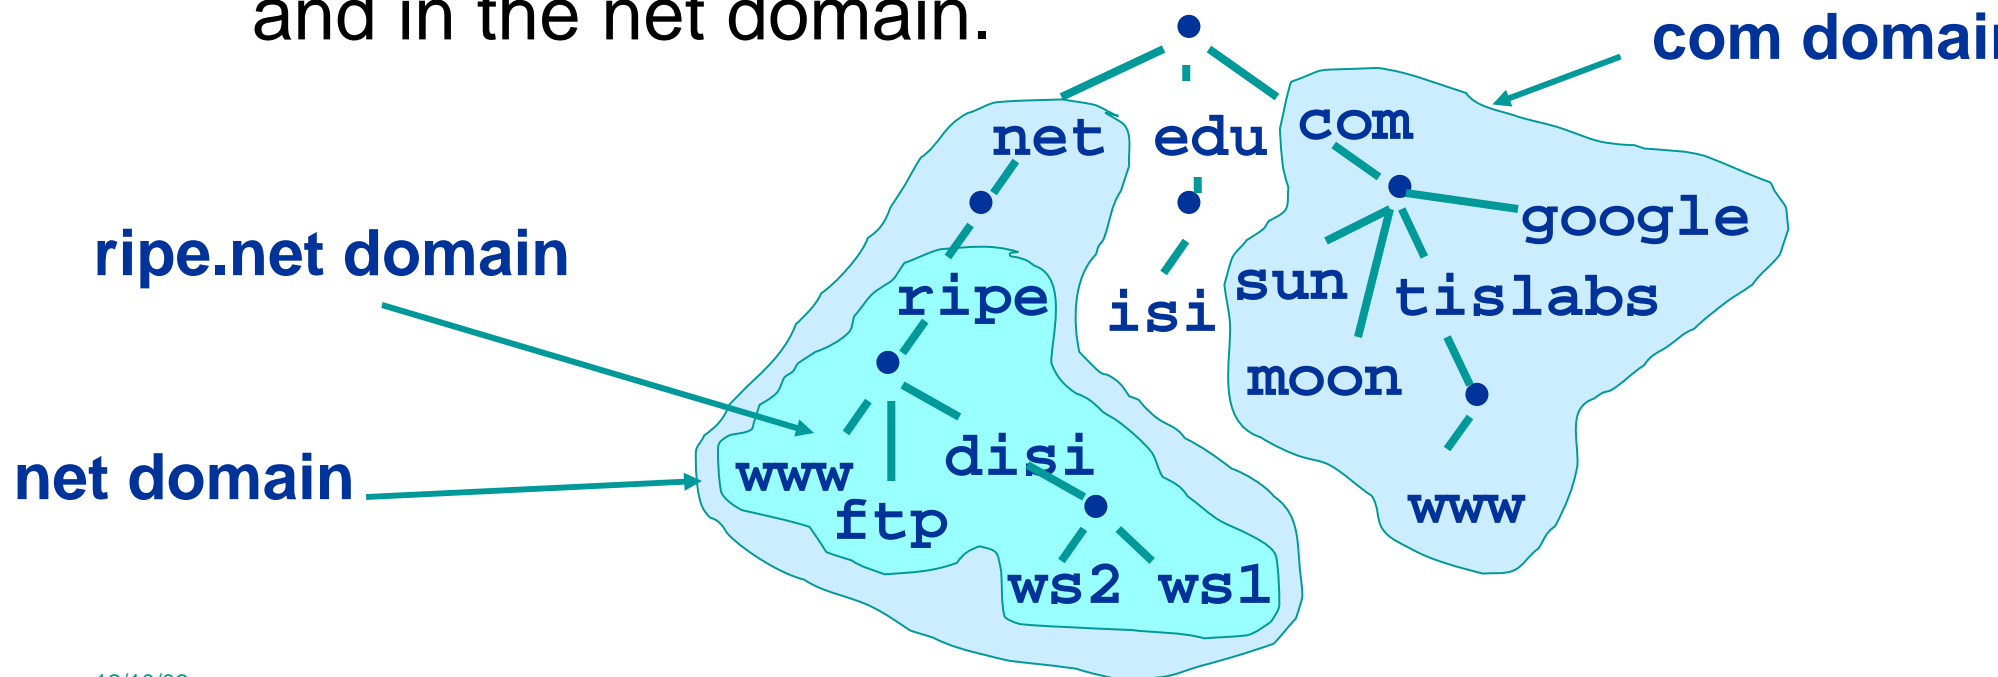 and in the net domain.
com domain
net edu com
google
ripe.net domain
ripe isi sun tislabs
moon
net domain
www disi
ftp www
ws2 ws1